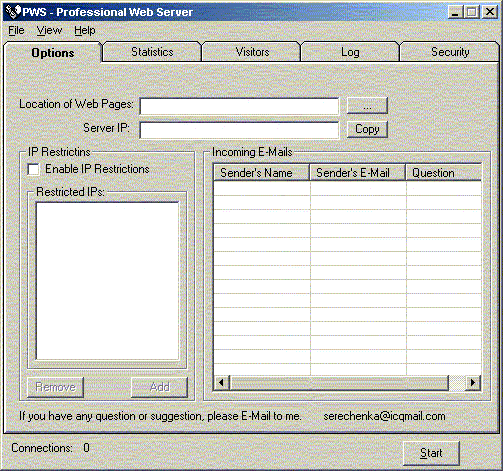 PWS - Professional Web Server
File View Help
Options Statistics Visitors Log Security
Location of Web Pages: ...
Server IP: Copy
IP Restrictins Incoming E-Mails
Enable IP Restrictions Sender's Name Sender's E-Mail Question
Restricted IPs:
Remove Add
If you have any question or suggestion, please E-Mail to me. serechenka@icqmail.com
Connections: 0 Start